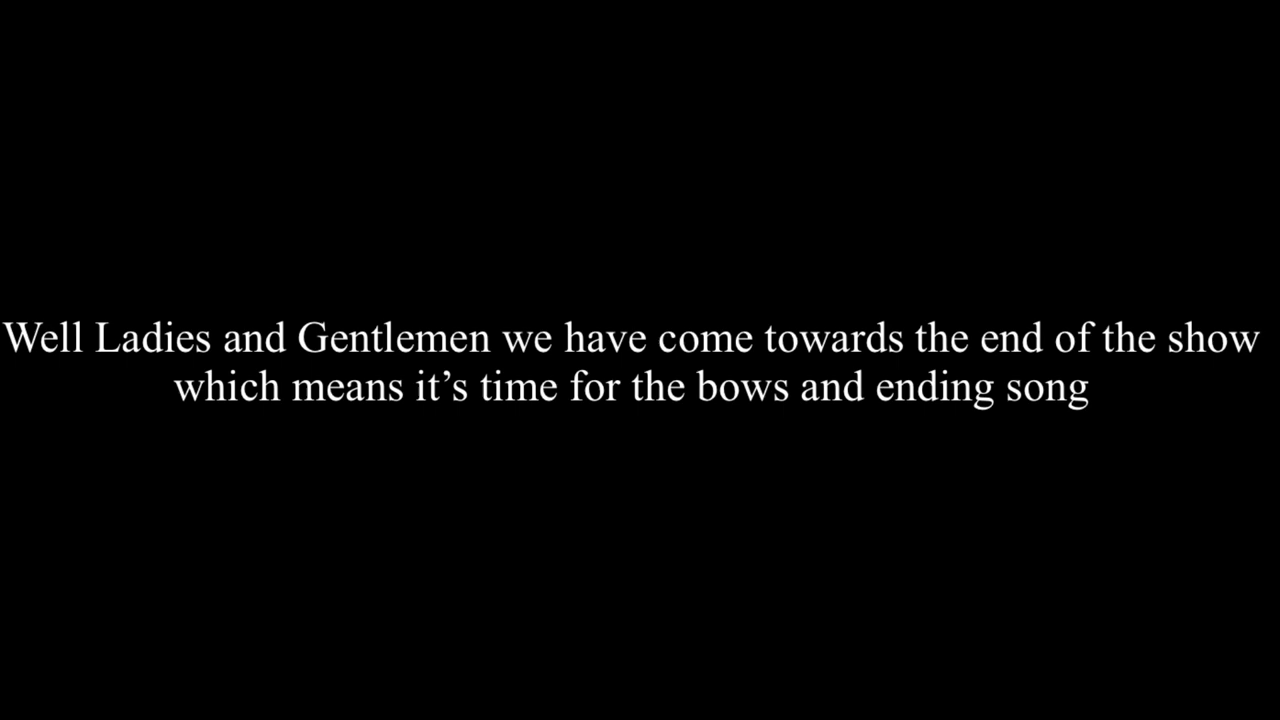 Well Ladies and Gentlemen we have come towards the end of the show
which means it’s time for the bows and ending song